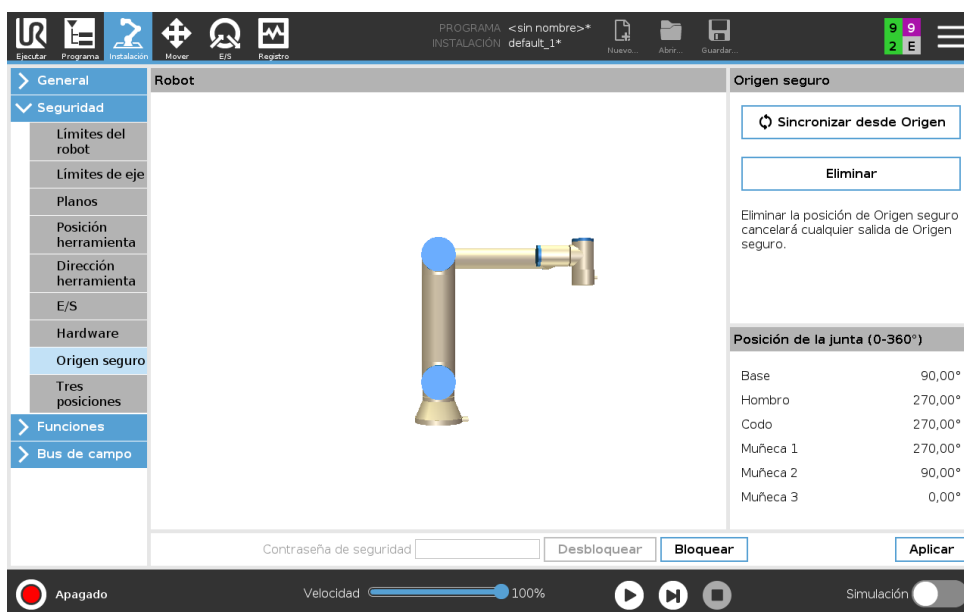 PROGRAMA <sin nombre>*
INSTALACIÓN default_1*
UR
9 9
2 E
Ejecutar Programa Instalación Mover E/S Registro Nuevo... Abrir... Guardar...
General
Seguridad
Límites del
robot
Límites de eje
Planos
Posición
herramienta
Dirección
herramienta
E/S
Hardware
Origen seguro
Tres
posiciones
Funciones
Bus de campo
Robot
Origen seguro
Sincronizar desde Origen
Eliminar
Eliminar la posición de Origen seguro
cancelará cualquier salida de Origen
seguro.
Posición de la junta (0-360°)
Base 90,00°
Hombro 270,00°
Codo 270,00°
Muñeca 1 270,00°
Muñeca 2 90,00°
Muñeca 3 0,00°
Contraseña de seguridad Desbloquear Bloquear Aplicar
Apagado Velocidad 100% Simulación